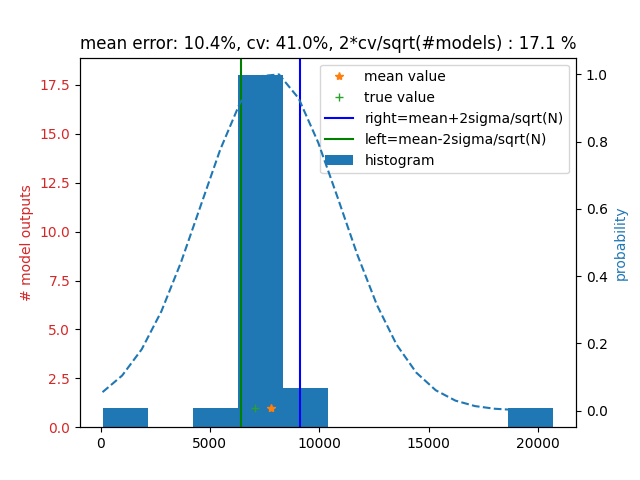 mean error: 10.4%, cv: 41.0%, 2*cv/sqrt(#models) : 17.1 %
mean value
true value
right=mean+2sigma/sqrt(N)
left=mean-2sigma/sqrt(N)
histogram
# model outputs
17.5
15.0
12.5
10.0
7.5
5.0
2.5
0.0
1.0
0.8
0.6
0.4
0.2
0.0
probability
0
5000
10000
15000
20000